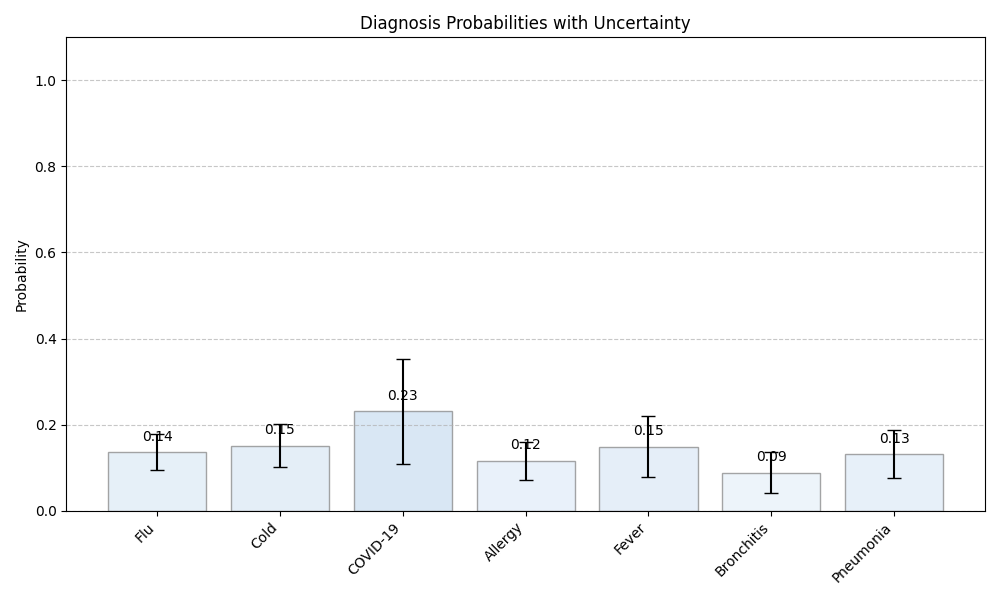 Diagnosis Probabilities with Uncertainty
Probability
1.0
0.8
0.6
0.4
0.2
0.0
0.14
0.15
0.23
0.12
0.15
0.09
0.13
Flu
Cold
COVID-19
Allergy
Fever
Bronchitis
Pneumonia